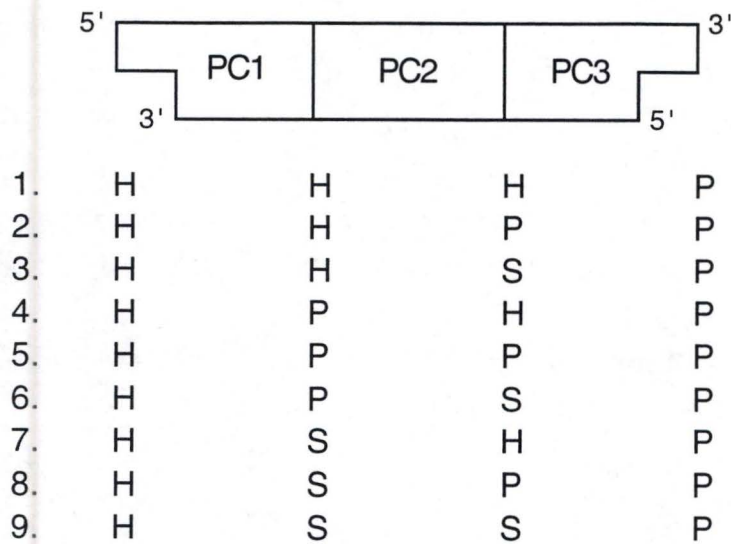 5' 3'
PC1 PC2 PC3
3' 5'
1. H H H P
2. H H P P
3. H H S P
4. H P H P
5. H P P P
6. H P S P
7. H S H P
8. H S P P
9. H S S P